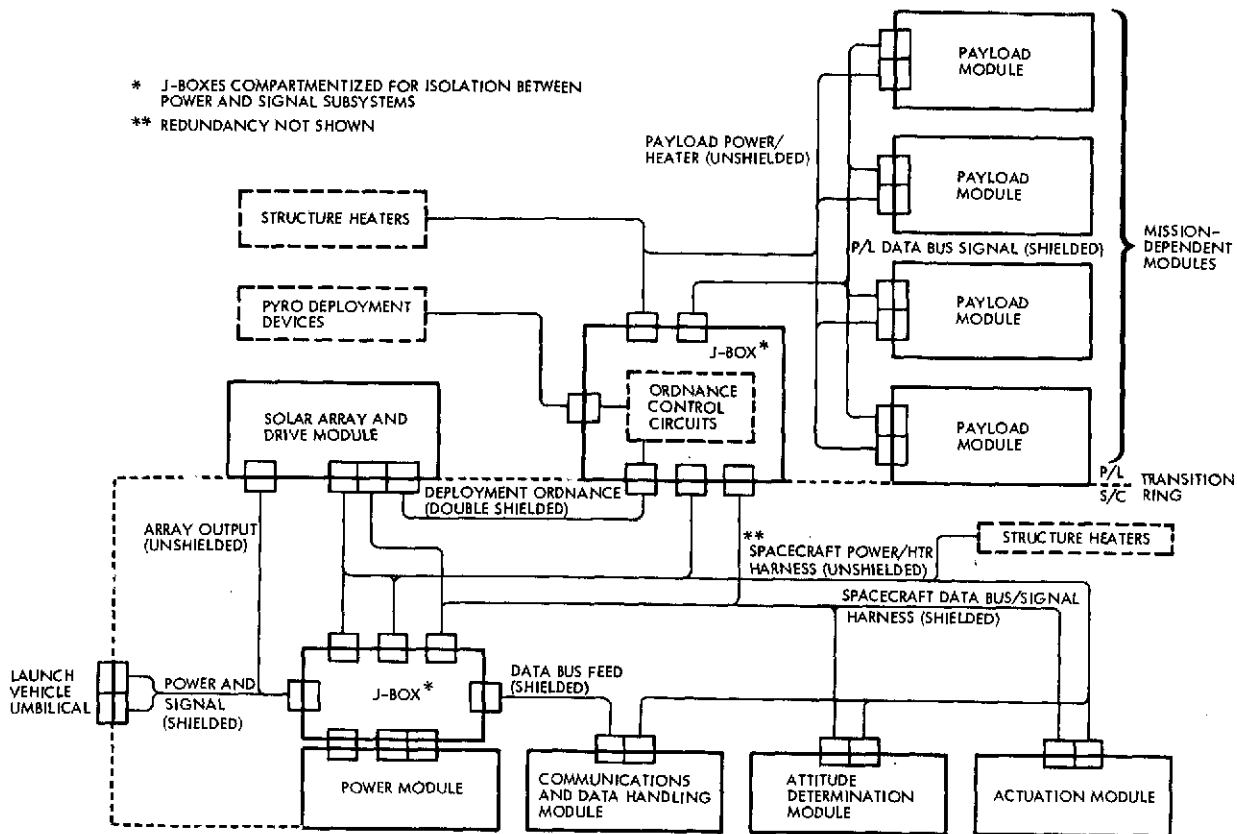 * J-BOXES COMPARTMENTIZED FOR ISOLATION BETWEEN
POWER AND SIGNAL SUBSYSTEMS
** REDUNDANCY NOT SHOWN
PAYLOAD
MODULE
PAYLOAD POWER/
HEATER (UNSHIELDED)
PAYLOAD
MODULE
STRUCTURE HEATERS
P/L DATA BUS SIGNAL (SHIELDED)
MISSION-
DEPENDENT
MODULES
PYRO DEPLOYMENT
DEVICES
PAYLOAD
MODULE
J-BOX*
ORDNANCE
CONTROL
CIRCUITS
SOLAR ARRAY AND
DRIVE MODULE
PAYLOAD
MODULE
P/L
S/C
TRANSITION
RING
DEPLOYMENT ORDNANCE
(DOUBLE SHIELDED)
ARRAY OUTPUT
(UNSHIELDED)
**
SPACECRAFT POWER/HTR
HARNESS (UNSHIELDED)
STRUCTURE HEATERS
SPACECRAFT DATA BUS/SIGNAL
HARNESS (SHIELDED)
LAUNCH
VEHICLE
UMBILICAL
POWER AND
SIGNAL
(SHIELDED)
J-BOX*
DATA BUS FEED
(SHIELDED)
POWER MODULE
COMMUNICATIONS
AND DATA HANDLING
MODULE
ATTITUDE
DETERMINATION
MODULE
ACTUATION MODULE